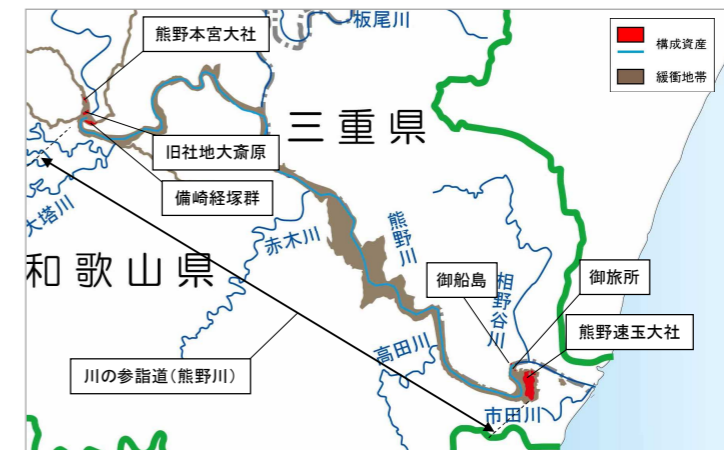 板尾川
熊野本宮大社
構成資産
緩衝地帯
三重県
旧社地大斎原
備崎経塚群
大塔川
赤木川
熊野川
和歌山県
御船島
相野谷川
御旅所
熊野速玉大社
高田川
川の参詣道(熊野川)
市田川